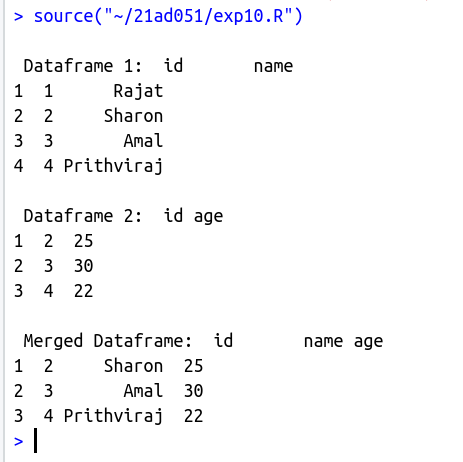 > source("~/21ad051/exp10.R")
Dataframe 1:  id       name
1  1      Rajat
2  2     Sharon
3  3       Amal
4  4 Prithviraj
Dataframe 2:  id age
1  2  25
2  3  30
3  4  22
Merged Dataframe:  id       name age
1  2     Sharon  25
2  3       Amal  30
3  4 Prithviraj  22
>